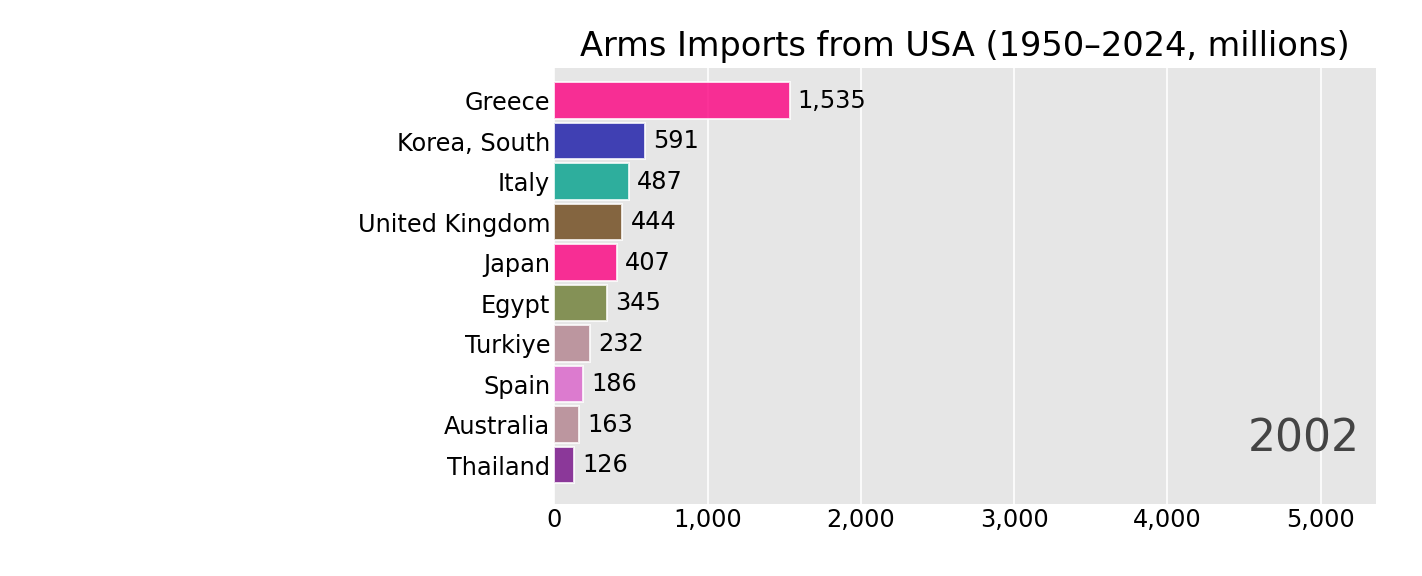 Arms Imports from USA (1950–2024, millions)
Greece 1,535
Korea, South 591
Italy 487
United Kingdom 444
Japan 407
Egypt 345
Turkiye 232
Spain 186
Australia 163
Thailand 126
2002
0 1,000 2,000 3,000 4,000 5,000